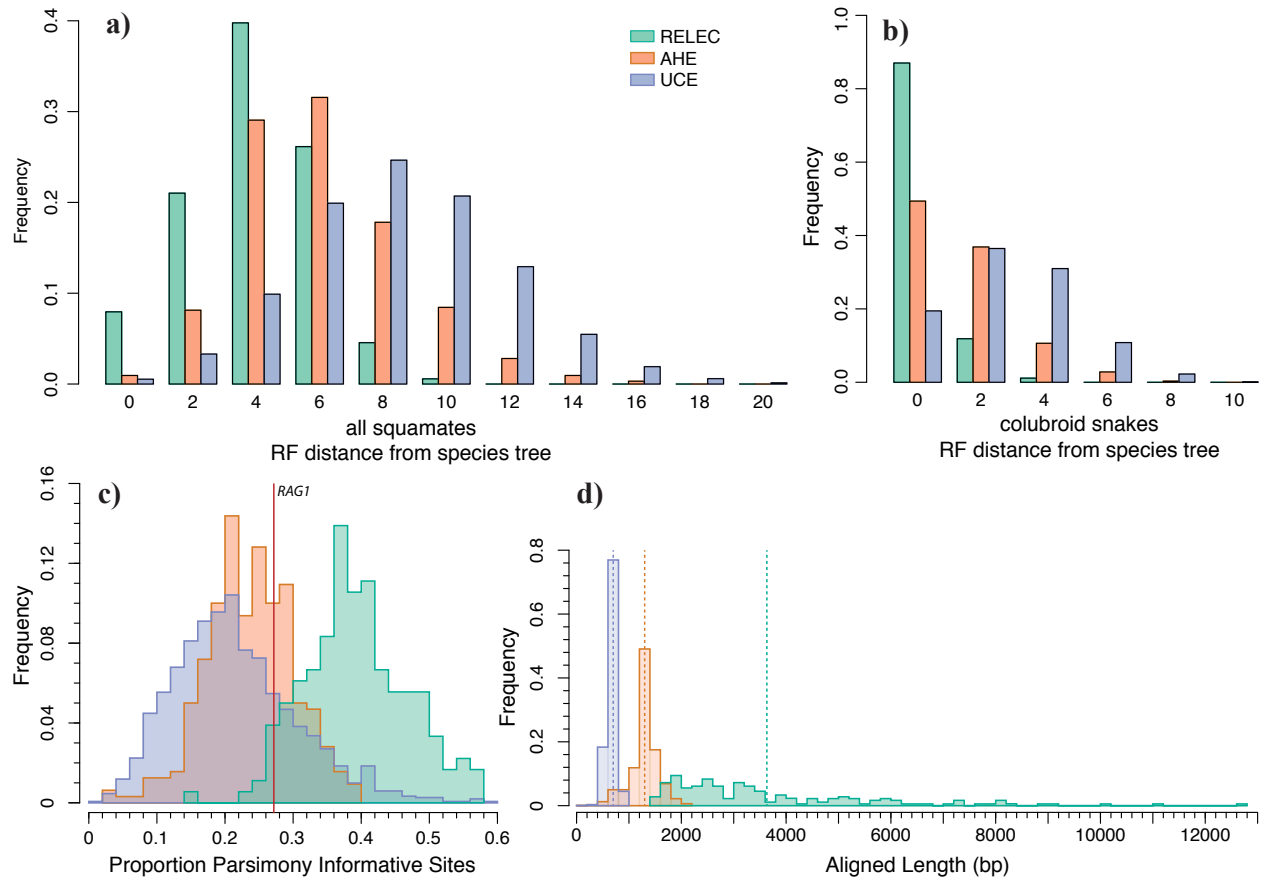 a)
Frequency
0.0 0.1 0.2 0.3 0.4
RELEC
AHE
UCE
0 2 4 6 8 10 12 14 16 18 20
all squamates
RF distance from species tree
b)
Frequency
0.0 0.2 0.4 0.6 0.8 1.0
0 2 4 6 8 10
colubroid snakes
RF distance from species tree
c)
RAG1
Frequency
0 0.04 0.08 0.12 0.16
0 0.1 0.2 0.3 0.4 0.5 0.6
Proportion Parsimony Informative Sites
d)
Frequency
0 0.2 0.4 0.6 0.8
0 2000 4000 6000 8000 10000 12000
Aligned Length (bp)